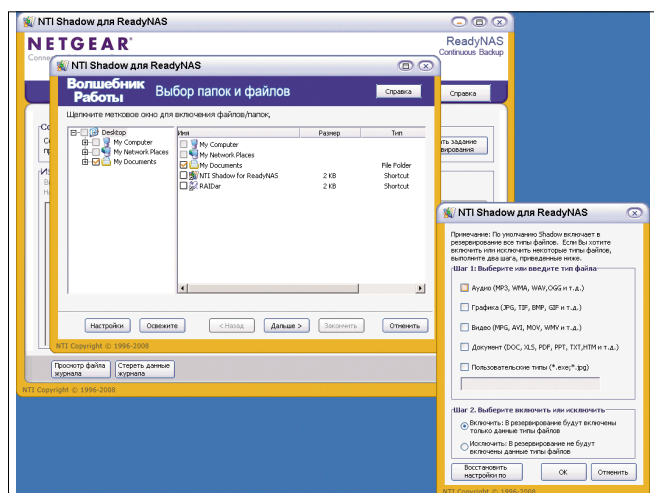 NTI Shadow для ReadyNAS
NETGEAR®
ReadyNAS
Continuous Backup
Справка
NTI Shadow для ReadyNAS
Волшебник
Работы
Выбор папок и файлов
Справка
Щелкните метковое окно для включения файлов/папок,
Desktop
My Computer
My Network Places
My Documents
Имя Размер Тип
My Computer
My Network Places
My Documents File Folder
NTI Shadow for ReadyNAS 2 KB Shortcut
RAIDar 2 KB Shortcut
Настройки Освежите < Назад Дальше > Закончить Отменить
NTI Copyright © 1996-2008
Просмотр файла журнала
Стереть данные журнала
NTI Copyright © 1996-2008
NTI Shadow для ReadyNAS
Примечание: По умолчанию Shadow включает в
резервирование все типы файлов. Если Вы хотите
включить или исключить некоторые типы файлов,
выполните два шага, приведенные ниже.
Шаг 1: Выберите или введите тип файла
Аудио (MP3, WMA, WAV,OGG и т.д.)
Графика (JPG, TIF, BMP, GIF и т.д.)
Видео (MPG, AVI, MOV, WMV и т.д.)
Документ (DOC, XLS, PDF, PPT, TXT,HTM и т.д.)
Пользовательские типы (*.exe;*.jpg)
Шаг 2. Выберите включить или исключить
Включить: В резервирование будут включены
только данные типы файлов
Исключить: В резервирование не будут
включены данные типы файлов
Восстановить
настройки по
OK
Отменить
NTI Copyright © 1996-2008